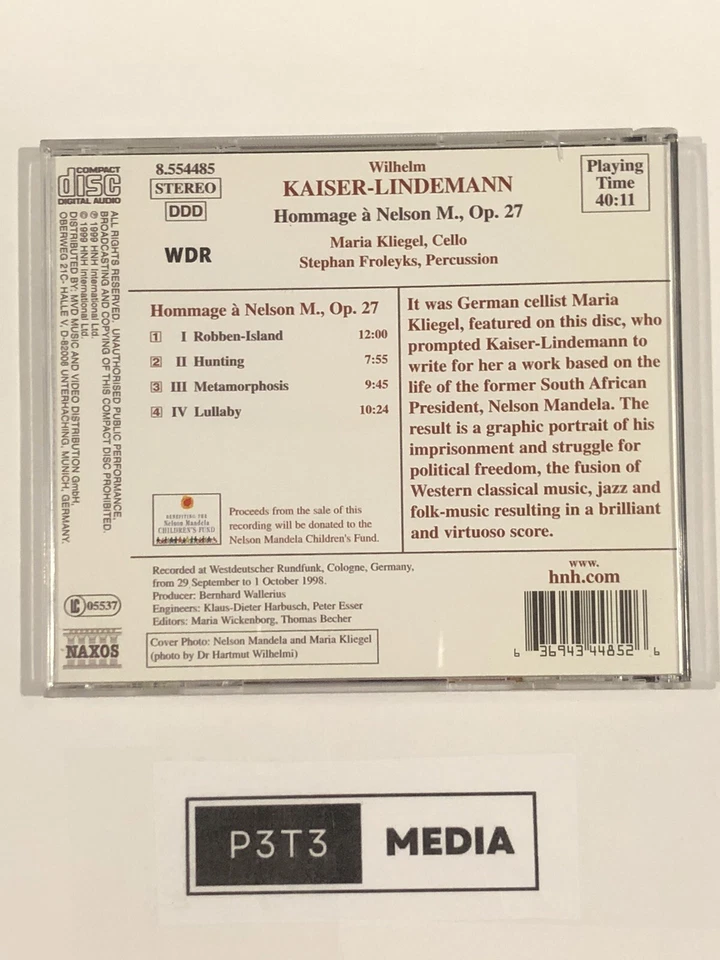 COMPACT
disc
DIGITAL AUDIO
8.554485
STEREO
DDD
WDR
Wilhelm
KAISER-LINDEMANN
Hommage à Nelson M., Op. 27
Maria Kliegel, Cello
Stephan Froleyks, Percussion
Playing
Time
40:11
ALL RIGHTS RESERVED. UNAUTHORISED PUBLIC PERFORMANCE,
BROADCASTING AND COPYING OF THIS COMPACT DISC PROHIBITED.
℗ 1999 HNH International Ltd.
© 1999 HNH International Ltd.
DISTRIBUTED BY: MVD MUSIC AND VIDEO DISTRIBUTION GmbH,
OBERWEG 21C- HALLE V, D-82008 UNTERHACHING, MUNICH, GERMANY.
Hommage à Nelson M., Op. 27
1 I Robben-Island 12:00
2 II Hunting 7:55
3 III Metamorphosis 9:45
4 IV Lullaby 10:24
It was German cellist Maria
Kliegel, featured on this disc, who
prompted Kaiser-Lindemann to
write for her a work based on the
life of the former South African
President, Nelson Mandela. The
result is a graphic portrait of his
imprisonment and struggle for
political freedom, the fusion of
Western classical music, jazz and
folk-music resulting in a brilliant
and virtuoso score.
BENEFITING THE
Nelson Mandela
CHILDREN'S FUND
Proceeds from the sale of this
recording will be donated to the
Nelson Mandela Children's Fund.
Recorded at Westdeutscher Rundfunk, Cologne, Germany,
from 29 September to 1 October 1998.
Producer: Bernhard Wallerius
Engineers: Klaus-Dieter Harbusch, Peter Esser
Editors: Maria Wickenborg, Thomas Becher
Cover Photo: Nelson Mandela and Maria Kliegel
(photo by Dr Hartmut Wilhelmi)
LC 05537
NAXOS
www.
hnh.com
6 36943 44852 6
P3T3 MEDIA